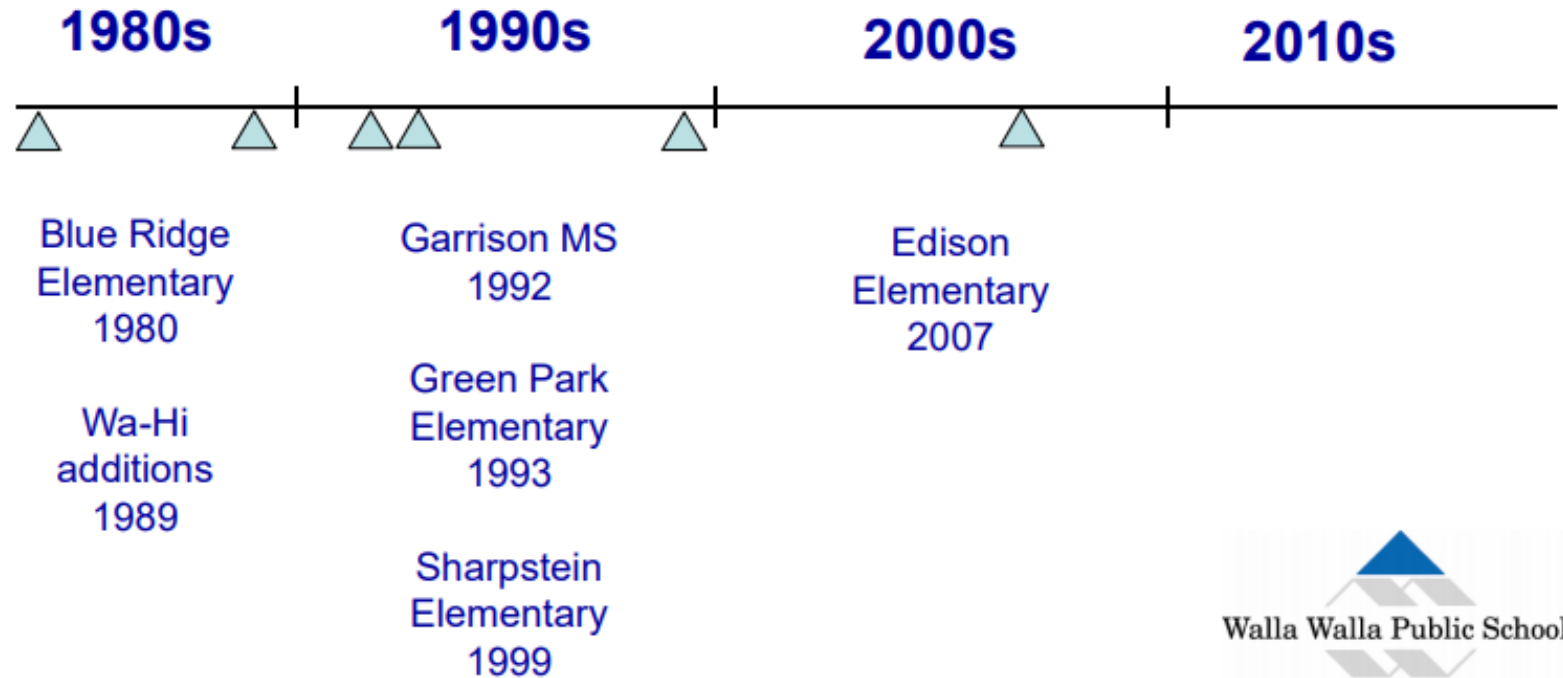 1980s
1990s
2000s
2010s
Blue Ridge
Elementary
1980
Wa-Hi
additions
1989
Garrison MS
1992
Green Park
Elementary
1993
Sharpstein
Elementary
1999
Edison
Elementary
2007
Walla Walla Public School